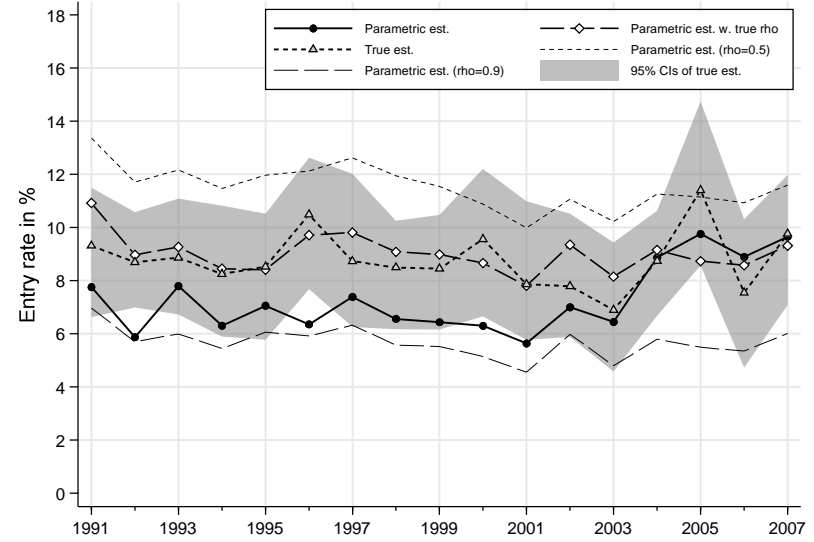 18
16
14
12
10
8
6
4
2
0
Entry rate in %
Parametric est.
True est.
Parametric est. (rho=0.9)
Parametric est. w. true rho
Parametric est. (rho=0.5)
95% CIs of true est.
1991 1993 1995 1997 1999 2001 2003 2005 2007